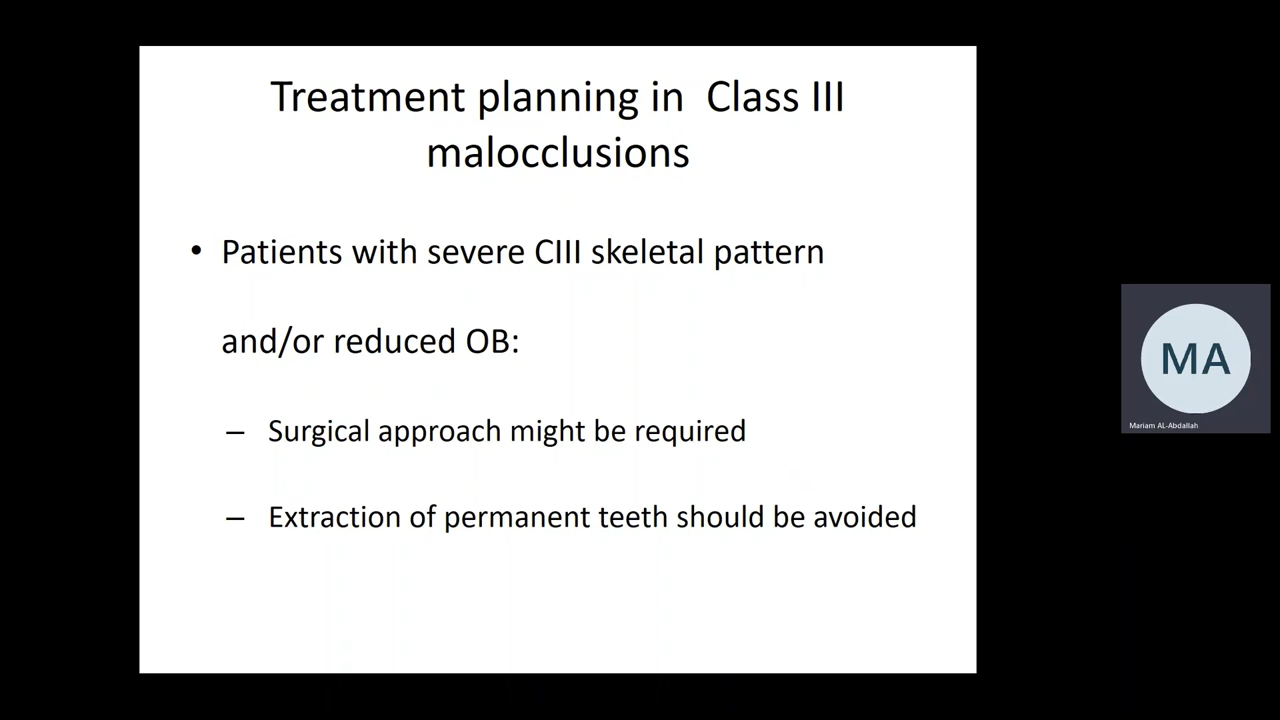 Treatment planning in  Class III
malocclusions
• Patients with severe CIII skeletal pattern
and/or reduced OB:
– Surgical approach might be required
– Extraction of permanent teeth should be avoided
MA
Mariam AL-Abdallah